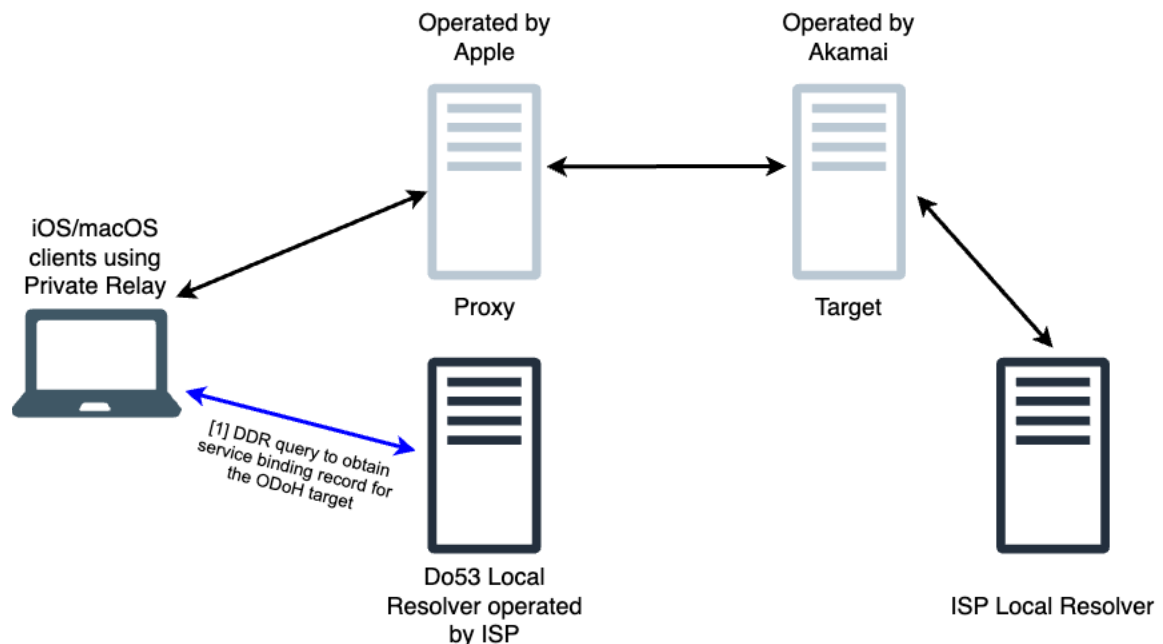 Operated by
Apple
Operated by
Akamai
iOS/macOS
clients using
Private Relay
Proxy
Target
[1] DDR query to obtain
service binding record for
the ODoH target
Do53 Local
Resolver operated
by ISP
ISP Local Resolver